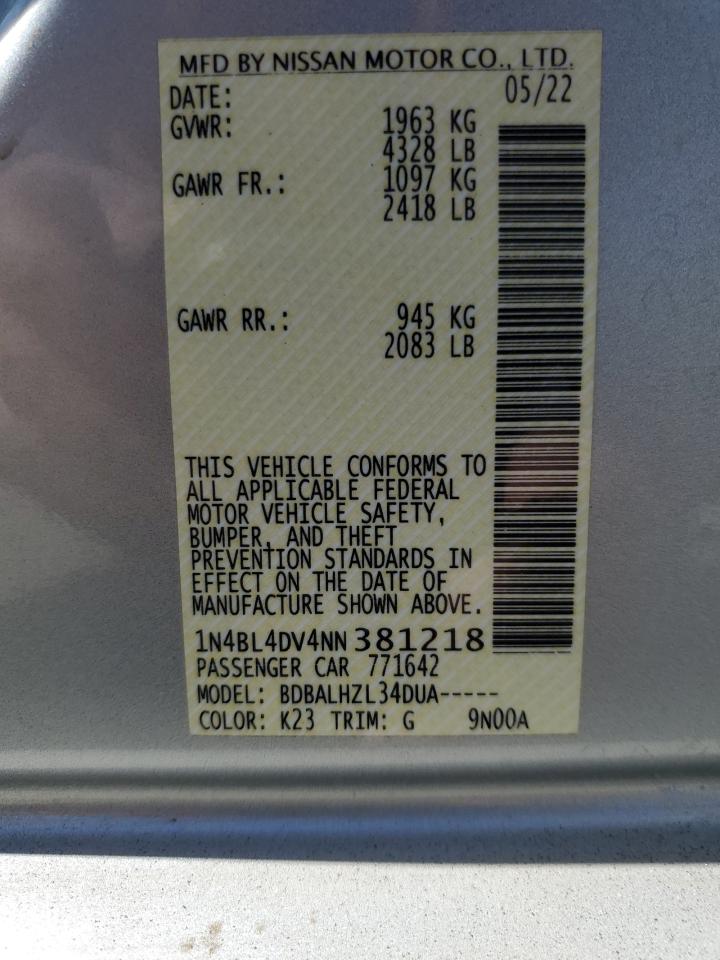 MFD BY NISSAN MOTOR CO., LTD.
DATE: 05/22
GVWR: 1963 KG
4328 LB
GAWR FR.: 1097 KG
2418 LB
GAWR RR.: 945 KG
2083 LB
THIS VEHICLE CONFORMS TO
ALL APPLICABLE FEDERAL
MOTOR VEHICLE SAFETY,
BUMPER, AND THEFT
PREVENTION STANDARDS IN
EFFECT ON THE DATE OF
MANUFACTURE SHOWN ABOVE.
1N4BL4DV4NN381218
PASSENGER CAR 771642
MODEL: BDBALHZL34DUA-----
COLOR: K23 TRIM: G 9N00A